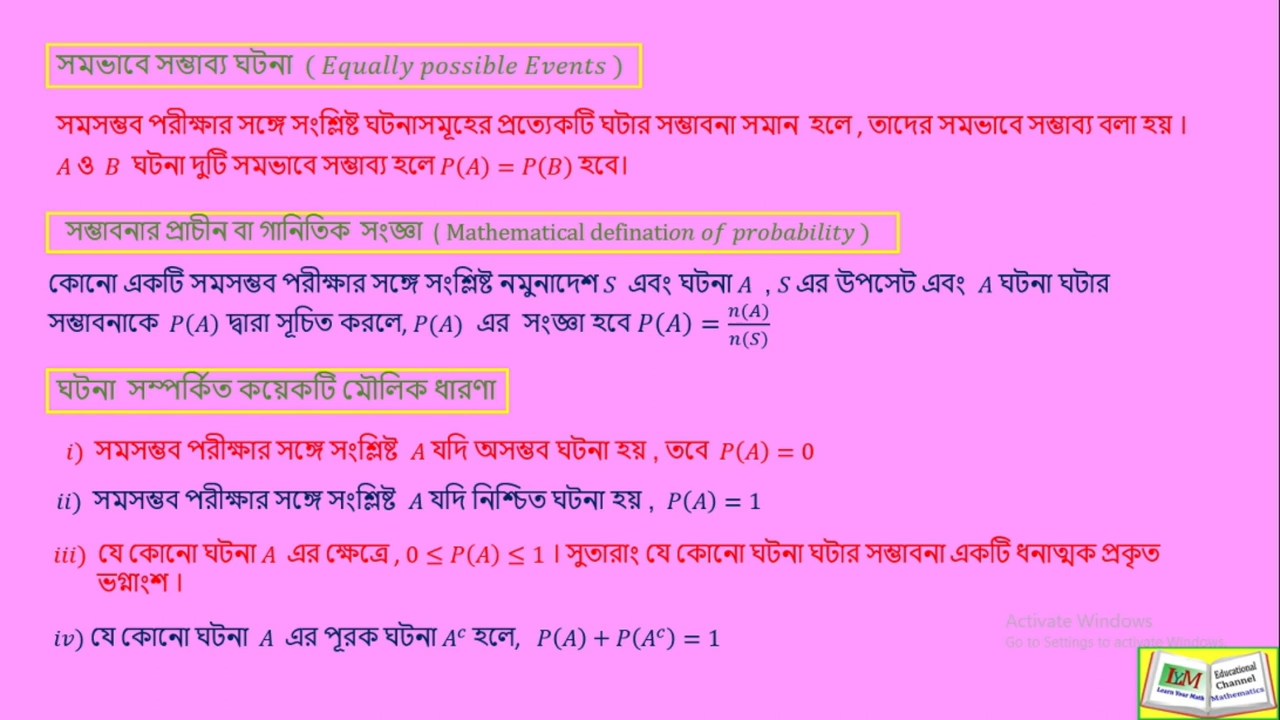 সমভাবে সম্ভাব্য ঘটনা ( Equally possible Events )
সমসম্ভব পরীক্ষার সঙ্গে সংশ্লিষ্ট ঘটনাসমূহের প্রত্যেকটি ঘটার সম্ভাবনা সমান হলে , তাদের সমভাবে সম্ভাব্য বলা হয় ।
A ও B ঘটনা দুটি সমভাবে সম্ভাব্য হলে P(A) = P(B) হবে।
সম্ভাবনার প্রাচীন বা গানিতিক সংজ্ঞা ( Mathematical defination of probability )
কোনো একটি সমসম্ভব পরীক্ষার সঙ্গে সংশ্লিষ্ট নমুনাদেশ S এবং ঘটনা A , S এর উপসেট এবং A ঘটনা ঘটার
সম্ভাবনাকে P(A) দ্বারা সূচিত করলে, P(A) এর সংজ্ঞা হবে P(A) = n(A)/n(S)
ঘটনা সম্পর্কিত কয়েকটি মৌলিক ধারণা
i) সমসম্ভব পরীক্ষার সঙ্গে সংশ্লিষ্ট A যদি অসম্ভব ঘটনা হয় , তবে P(A) = 0
ii) সমসম্ভব পরীক্ষার সঙ্গে সংশ্লিষ্ট A যদি নিশ্চিত ঘটনা হয় , P(A) = 1
iii) যে কোনো ঘটনা A এর ক্ষেত্রে , 0 ≤ P(A) ≤ 1 । সুতারাং যে কোনো ঘটনা ঘটার সম্ভাবনা একটি ধনাত্মক প্রকৃত
ভগ্নাংশ ।
iv) যে কোনো ঘটনা A এর পূরক ঘটনা Aᶜ হলে, P(A) + P(Aᶜ) = 1
Activate Windows
Go to Settings to activate Windows.
LYM
Learn Your Math
Educational
Channel
Mathematics